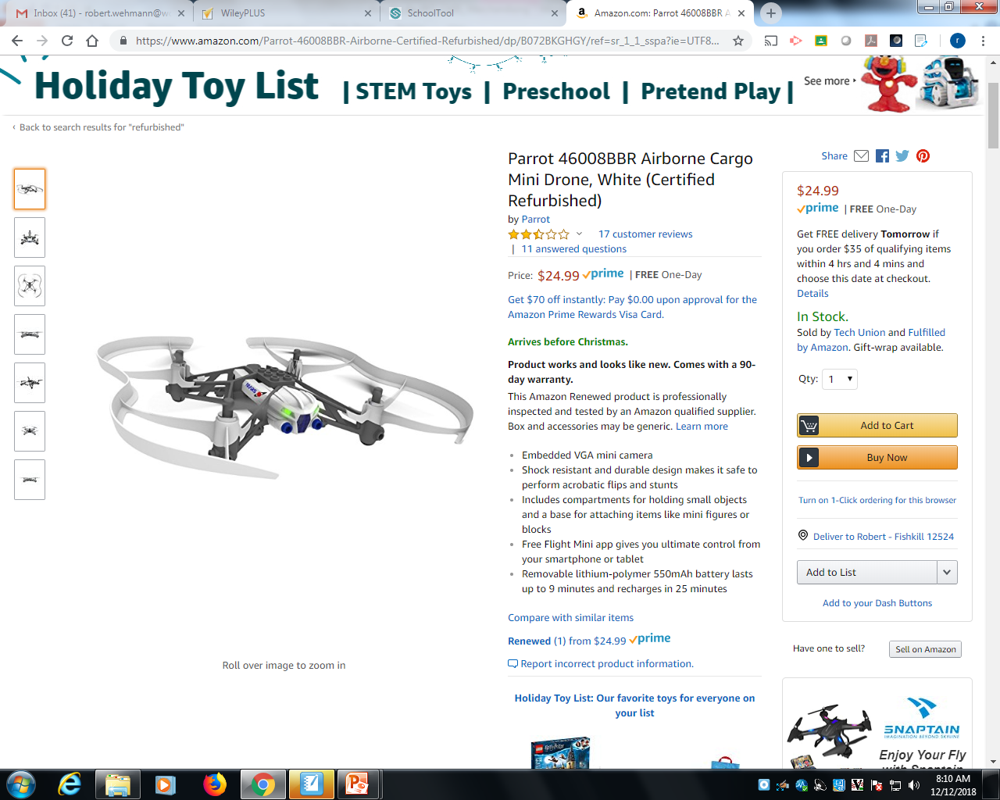 Inbox (41) - robert.wehmann@w
WileyPLUS
SchoolTool
Amazon.com: Parrot 46008BBR A
https://www.amazon.com/Parrot-46008BBR-Airborne-Certified-Refurbished/dp/B072BKGHGY/ref=sr_1_1_sspa?ie=UTF8...
r
Holiday Toy List | STEM Toys | Preschool | Pretend Play |
See more
‹ Back to search results for "refurbished"
Parrot 46008BBR Airborne Cargo
Mini Drone, White (Certified
Refurbished)
by Parrot
17 customer reviews
| 11 answered questions
Price: $24.99 prime | FREE One-Day
Get $70 off instantly: Pay $0.00 upon approval for the
Amazon Prime Rewards Visa Card.
Arrives before Christmas.
Product works and looks like new. Comes with a 90-
day warranty.
This Amazon Renewed product is professionally
inspected and tested by an Amazon qualified supplier.
Box and accessories may be generic. Learn more
Embedded VGA mini camera
Shock resistant and durable design makes it safe to
perform acrobatic flips and stunts
Includes compartments for holding small objects
and a base for attaching items like mini figures or
blocks
Free Flight Mini app gives you ultimate control from
your smartphone or tablet
Removable lithium-polymer 550mAh battery lasts
up to 9 minutes and recharges in 25 minutes
Compare with similar items
Renewed (1) from $24.99 prime
Report incorrect product information.
Holiday Toy List: Our favorite toys for everyone on
your list
Roll over image to zoom in
Share
$24.99
prime | FREE One-Day
Get FREE delivery Tomorrow if
you order $35 of qualifying items
within 4 hrs and 4 mins and
choose this date at checkout.
Details
In Stock.
Sold by Tech Union and Fulfilled
by Amazon. Gift-wrap available.
Qty: 1
Add to Cart
Buy Now
Turn on 1-Click ordering for this browser
Deliver to Robert - Fishkill 12524
Add to List
Add to your Dash Buttons
Have one to sell?
Sell on Amazon
SNAPTAIN
IMAGINATION BEYOND SKYLINE
Enjoy Your Fly
with Snaptain
8:10 AM
12/12/2018